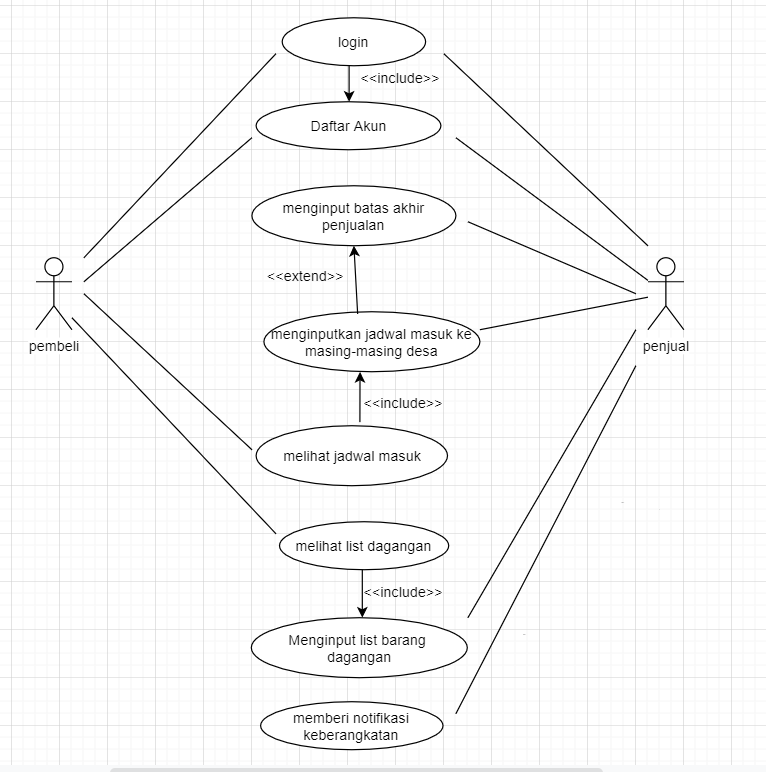 login
<<include>>
Daftar Akun
menginput batas akhir
penjualan
<<extend>>
menginputkan jadwal masuk ke
masing-masing desa
pembeli
penjual
<<include>>
melihat jadwal masuk
melihat list dagangan
<<include>>
Menginput list barang
dagangan
memberi notifikasi
keberangkatan